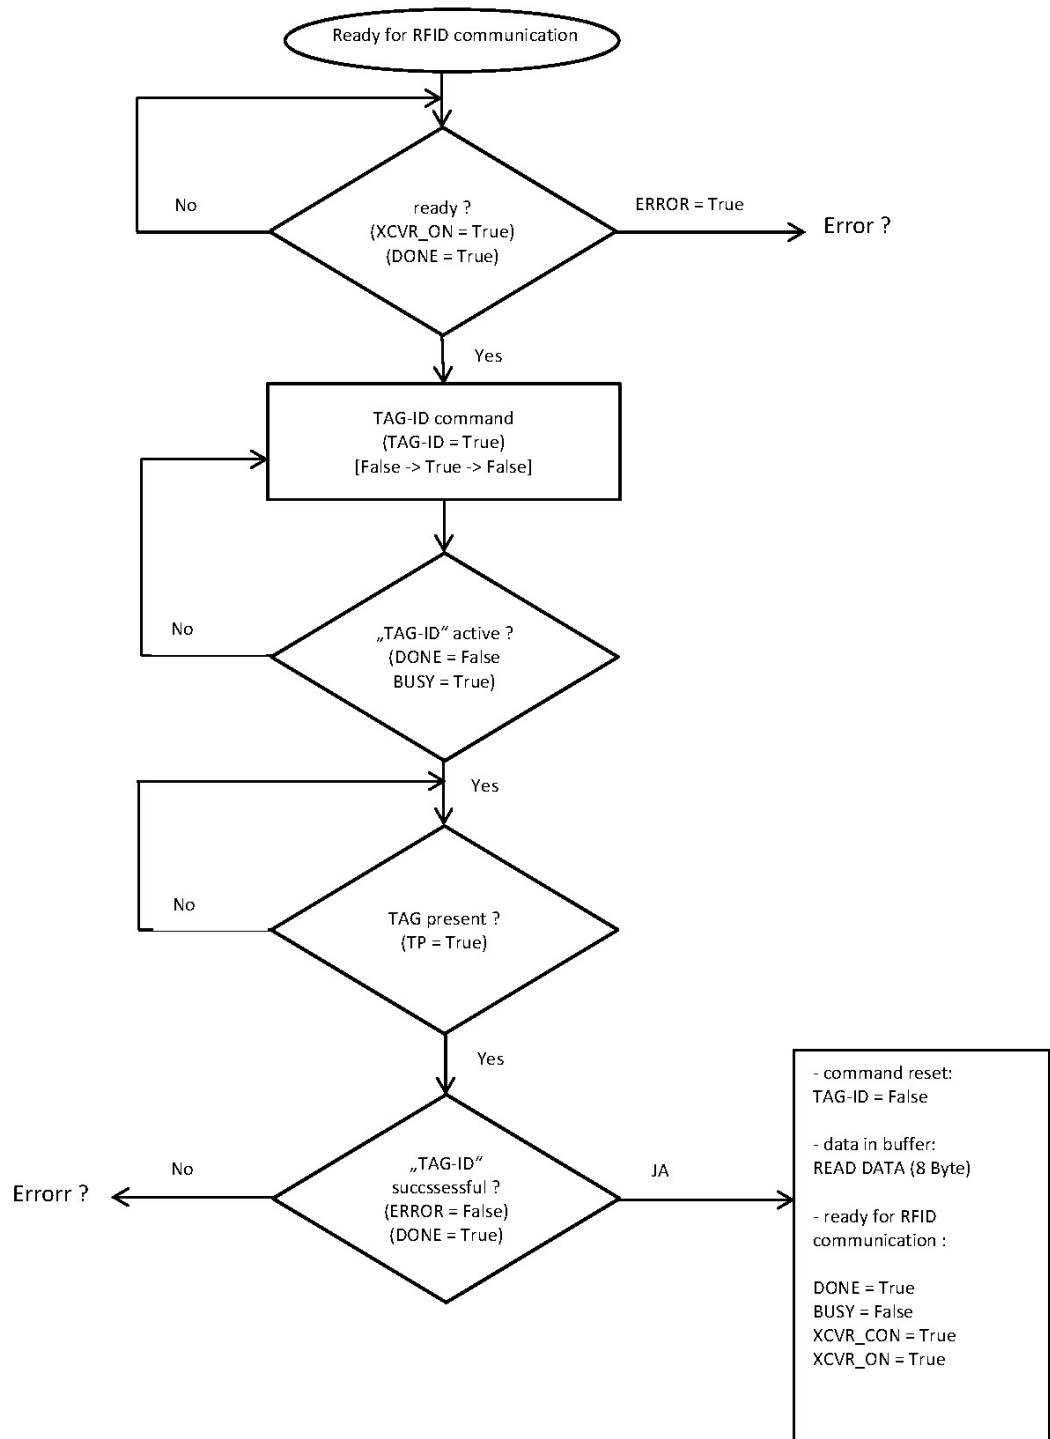 Ready for RFID communication
No
ready ?
(XCVR_ON = True)
(DONE = True)
ERROR = True
Error ?
Yes
TAG-ID command
(TAG-ID = True)
[False -> True -> False]
No
„TAG-ID“ active ?
(DONE = False
BUSY = True)
Yes
No
TAG present ?
(TP = True)
Yes
Errorr ?
No
„TAG-ID“
succssessful ?
(ERROR = False)
(DONE = True)
JA
- command reset:
TAG-ID = False
- data in buffer:
READ DATA (8 Byte)
- ready for RFID
communication :
DONE = True
BUSY = False
XCVR_CON = True
XCVR_ON = True